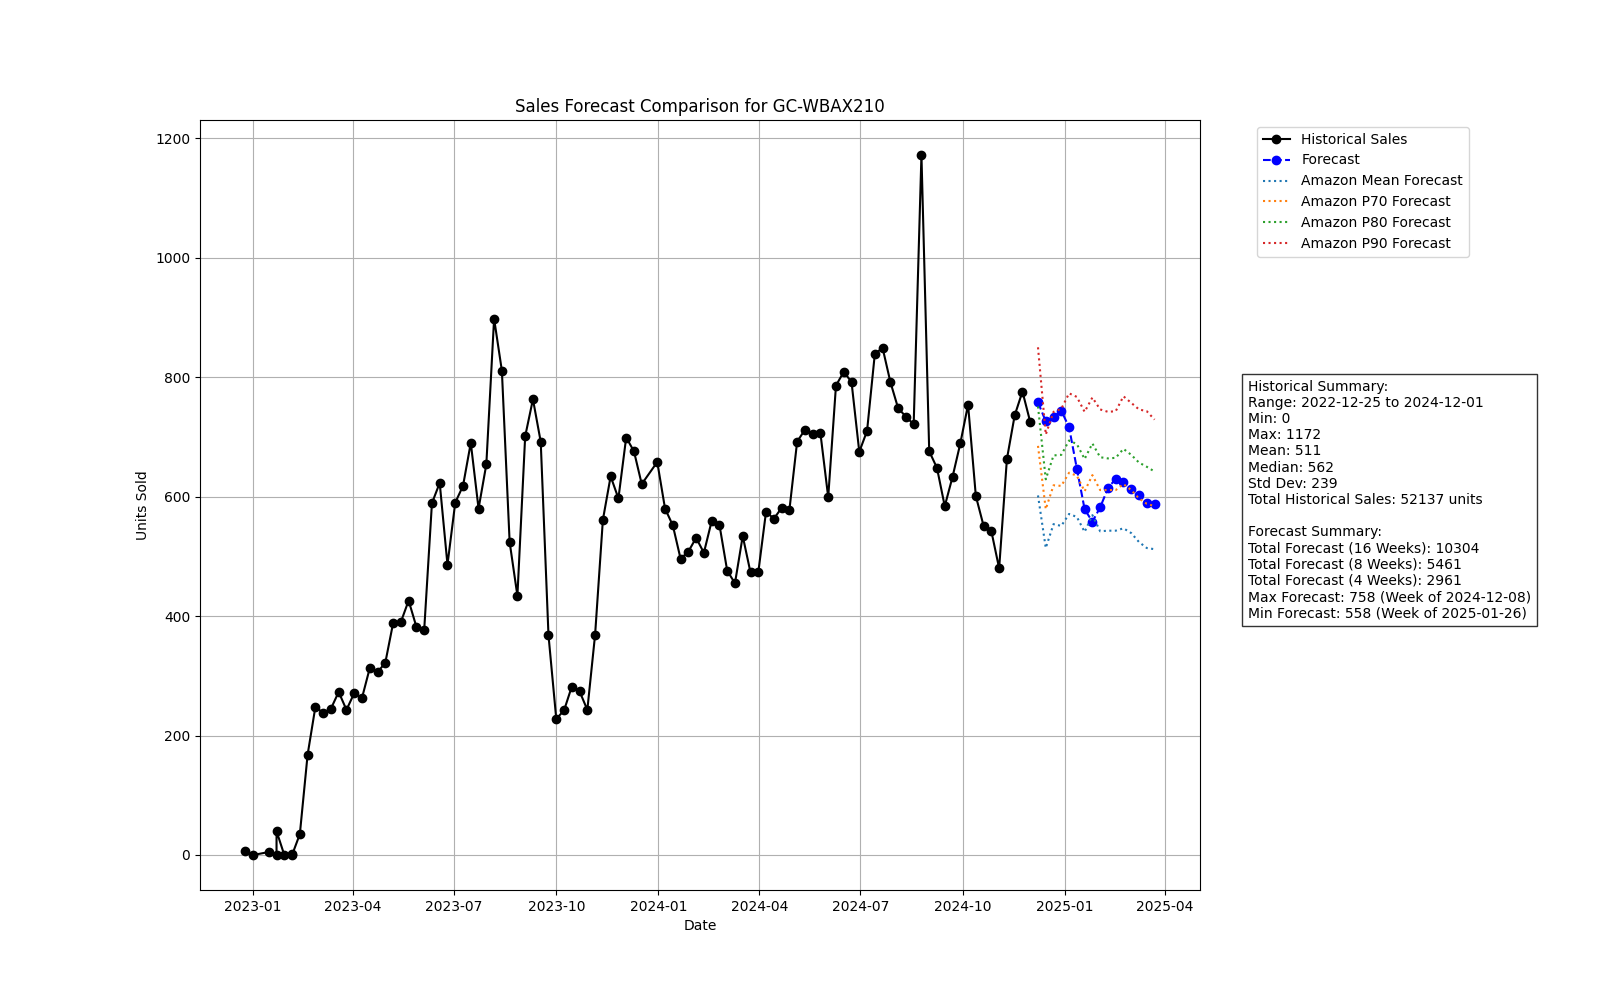 Sales Forecast Comparison for GC-WBAX210
1200
1000
800
600
400
200
0
Units Sold
2023-01
2023-04
2023-07
2023-10
2024-01
2024-04
2024-07
2024-10
2025-01
2025-04
Date
Historical Sales
Forecast
Amazon Mean Forecast
Amazon P70 Forecast
Amazon P80 Forecast
Amazon P90 Forecast
Historical Summary:
Range: 2022-12-25 to 2024-12-01
Min: 0
Max: 1172
Mean: 511
Median: 562
Std Dev: 239
Total Historical Sales: 52137 units
Forecast Summary:
Total Forecast (16 Weeks): 10304
Total Forecast (8 Weeks): 5461
Total Forecast (4 Weeks): 2961
Max Forecast: 758 (Week of 2024-12-08)
Min Forecast: 558 (Week of 2025-01-26)